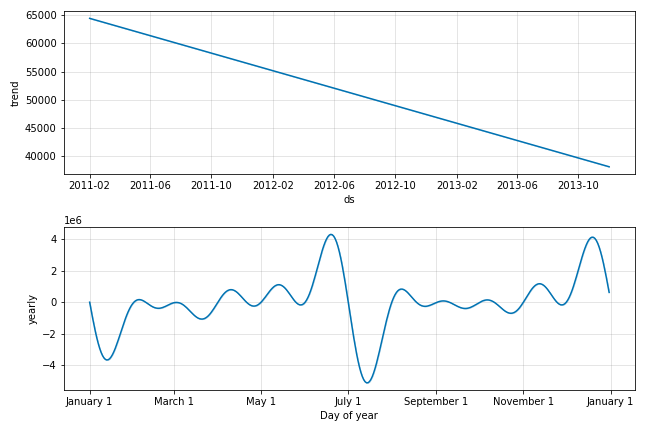 65000
60000
55000
50000
45000
40000
trend
2011-02 2011-06 2011-10 2012-02 2012-06 2012-10 2013-02 2013-06 2013-10
ds
1e6
4
2
0
−2
−4
yearly
January 1 March 1 May 1 July 1 September 1 November 1 January 1
Day of year